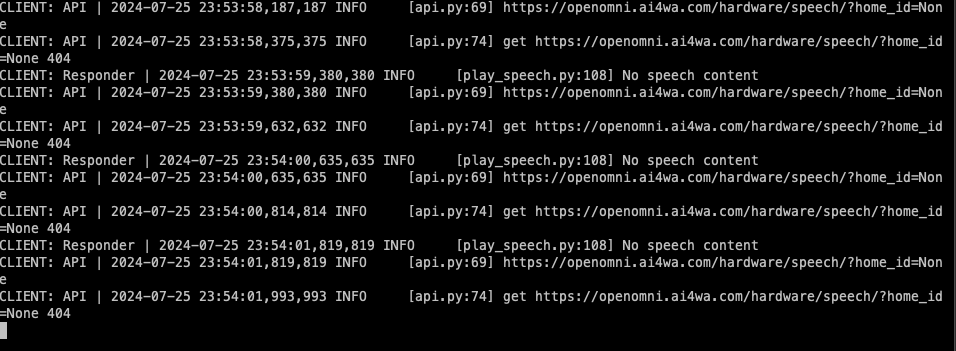 CLIENT: API | 2024-07-25 23:53:58,187,187 INFO     [api.py:69] https://openomni.ai4wa.com/hardware/speech/?home_id=Non
e
CLIENT: API | 2024-07-25 23:53:58,375,375 INFO     [api.py:74] get https://openomni.ai4wa.com/hardware/speech/?home_id
=None 404
CLIENT: Responder | 2024-07-25 23:53:59,380,380 INFO     [play_speech.py:108] No speech content
CLIENT: API | 2024-07-25 23:53:59,380,380 INFO     [api.py:69] https://openomni.ai4wa.com/hardware/speech/?home_id=Non
e
CLIENT: API | 2024-07-25 23:53:59,632,632 INFO     [api.py:74] get https://openomni.ai4wa.com/hardware/speech/?home_id
=None 404
CLIENT: Responder | 2024-07-25 23:54:00,635,635 INFO     [play_speech.py:108] No speech content
CLIENT: API | 2024-07-25 23:54:00,635,635 INFO     [api.py:69] https://openomni.ai4wa.com/hardware/speech/?home_id=Non
e
CLIENT: API | 2024-07-25 23:54:00,814,814 INFO     [api.py:74] get https://openomni.ai4wa.com/hardware/speech/?home_id
=None 404
CLIENT: Responder | 2024-07-25 23:54:01,819,819 INFO     [play_speech.py:108] No speech content
CLIENT: API | 2024-07-25 23:54:01,819,819 INFO     [api.py:69] https://openomni.ai4wa.com/hardware/speech/?home_id=Non
e
CLIENT: API | 2024-07-25 23:54:01,993,993 INFO     [api.py:74] get https://openomni.ai4wa.com/hardware/speech/?home_id
=None 404